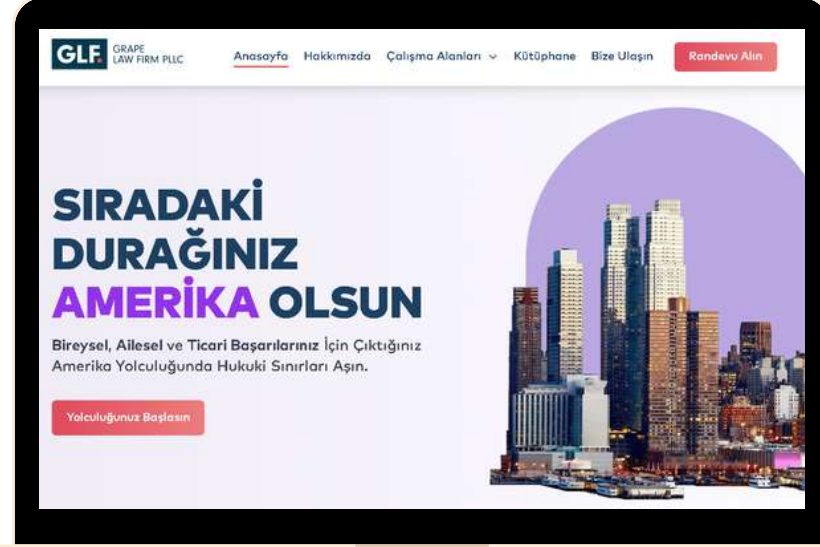 GLF.
GRAPE
LAW FIRM PLLC
Anasayfa Hakkımızda Çalışma Alanları Kütüphane Bize Ulaşın Randevu Alın
SIRADAKİ
DURAĞINIZ
AMERİKA OLSUN
Bireysel, Ailesel ve Ticari Başarılarınız İçin Çıktığınız
Amerika Yolculuğunda Hukuki Sınırları Aşın.
Yolculuğunuz Başlasın